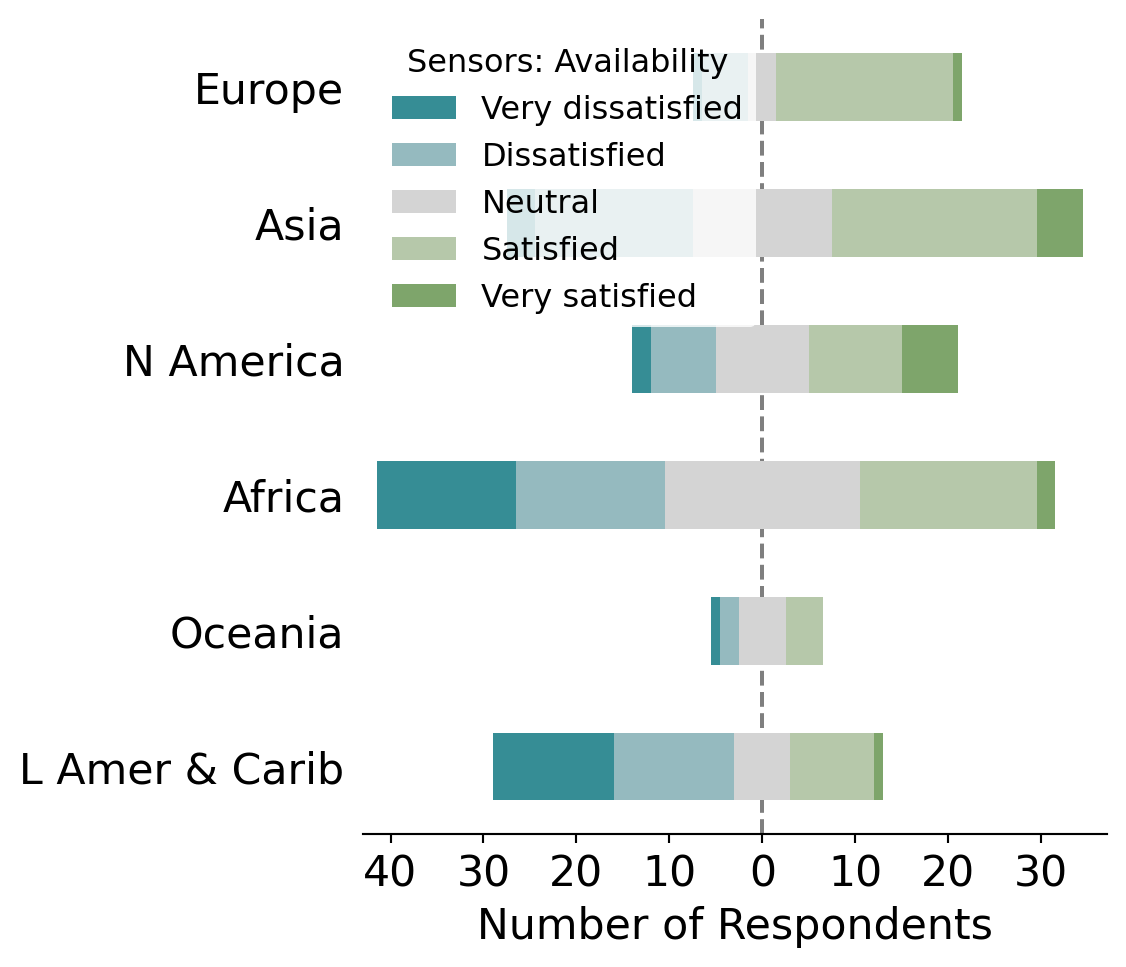 Sensors: Availability
Very dissatisfied
Dissatisfied
Neutral
Satisfied
Very satisfied
Europe
Asia
N America
Africa
Oceania
L Amer & Carib
40 30 20 10 0 10 20 30
Number of Respondents